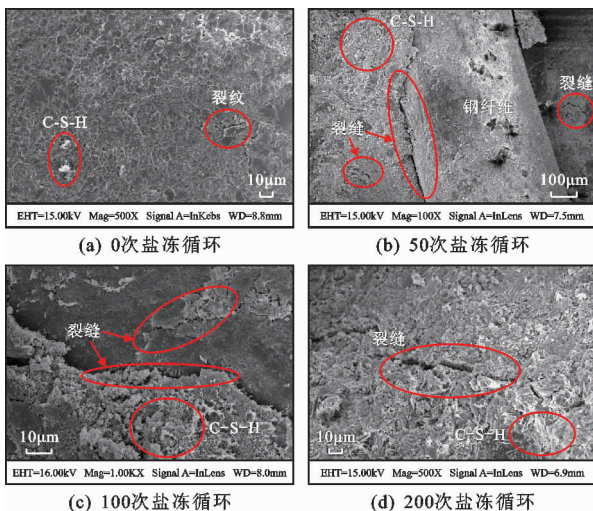 C-S-H
裂纹
10μm
EHT=15.00kV Mag=500X Signal A=InKebs WD=8.8mm
(a) 0次盐冻循环
C-S-H
裂缝
钢纤维
裂缝
100μm
EHT=15.00kV Mag=100X Signal A=InLens WD=7.5mm
(b) 50次盐冻循环
裂缝
C-S-H
10μm
EHT=16.00kV Mag=1.00KX Signal A=InLens WD=8.0mm
(c) 100次盐冻循环
裂缝
C-S-H
10μm
EHT=15.00kV Mag=500X Signal A=InLens WD=6.9mm
(d) 200次盐冻循环